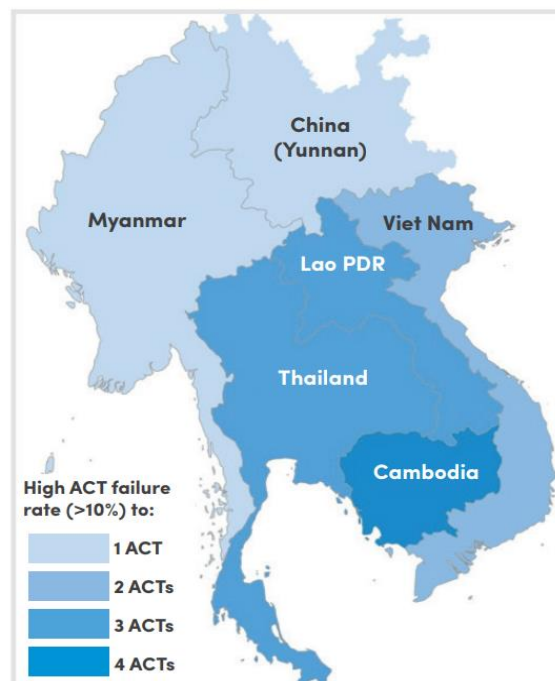 China
(Yunnan)
Myanmar
Viet Nam
Lao PDR
Thailand
Cambodia
High ACT failure
rate (>10%) to:
1 ACT
2 ACTs
3 ACTs
4 ACTs